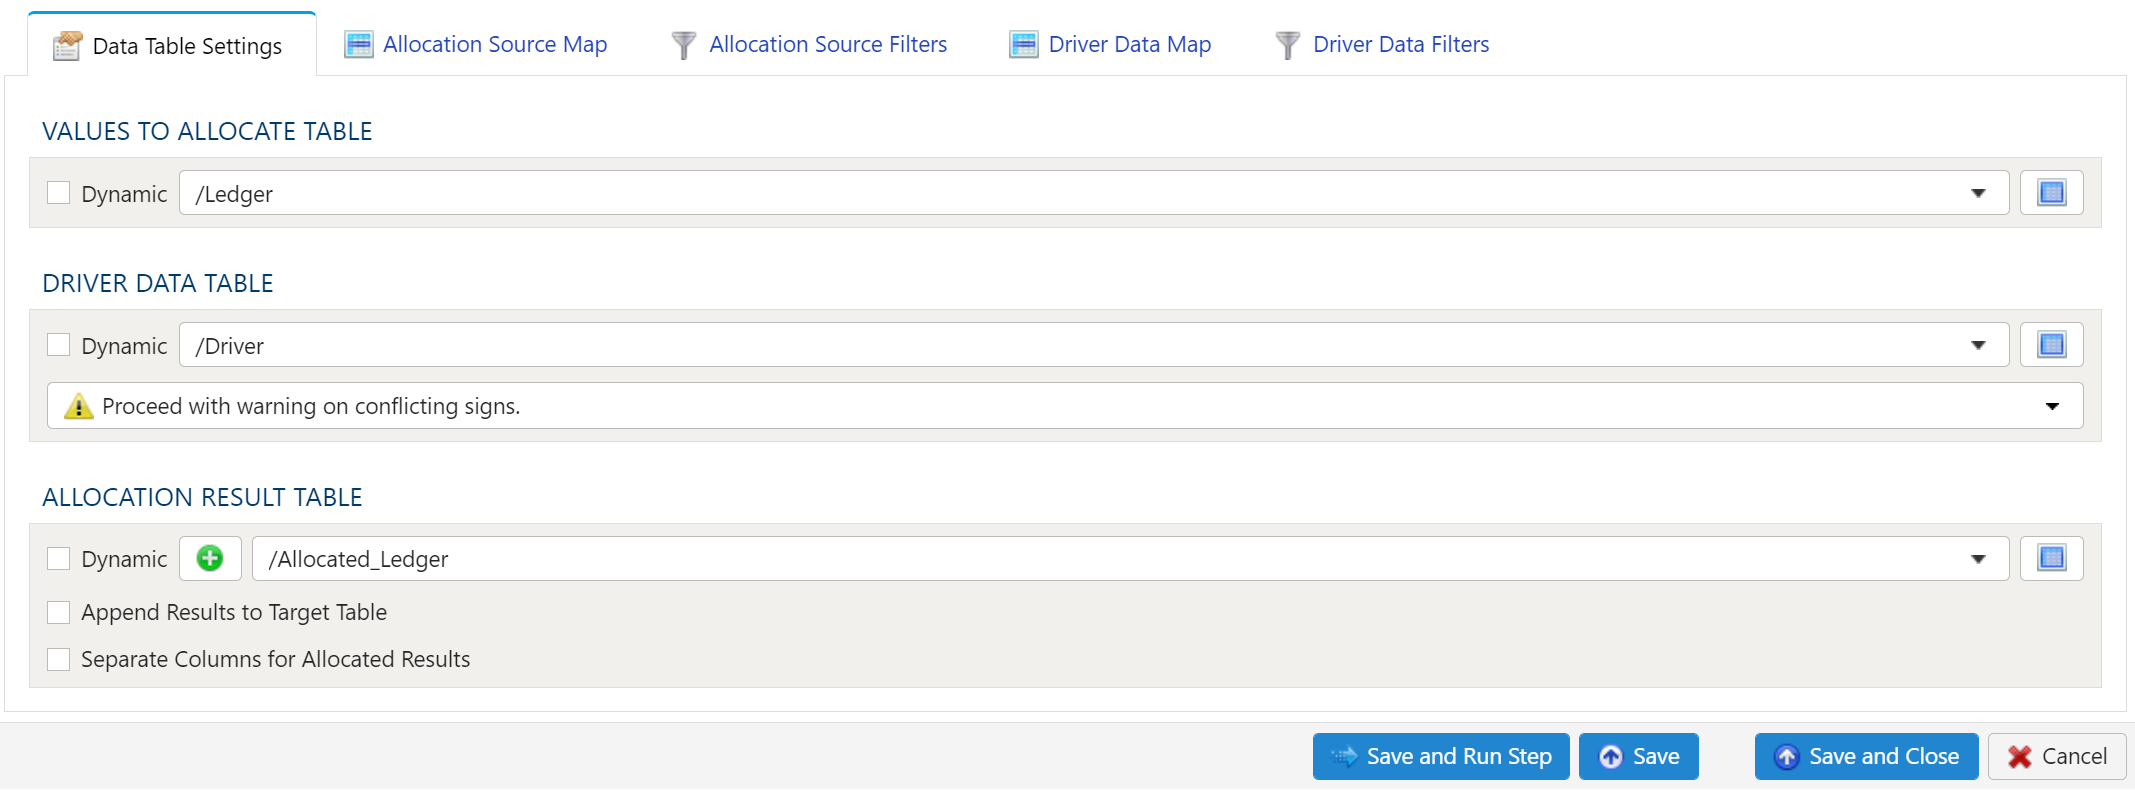 Data Table Settings
Allocation Source Map
Allocation Source Filters
Driver Data Map
Driver Data Filters
VALUES TO ALLOCATE TABLE
Dynamic
/Ledger
DRIVER DATA TABLE
Dynamic
/Driver
Proceed with warning on conflicting signs.
ALLOCATION RESULT TABLE
Dynamic
/Allocated_Ledger
Append Results to Target Table
Separate Columns for Allocated Results
Save and Run Step
Save
Save and Close
Cancel